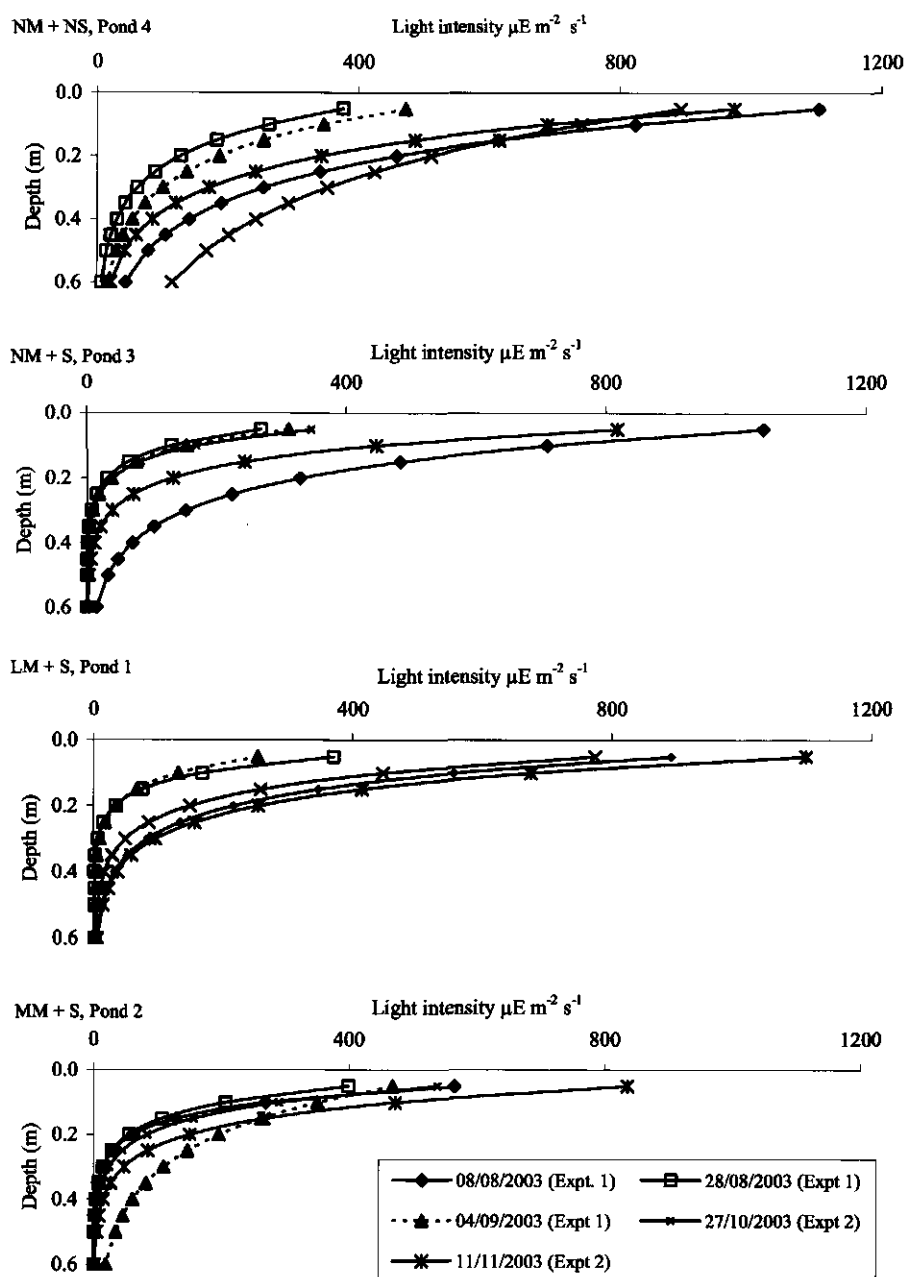 NM + NS, Pond 4
Light intensity µE m-2 s-1
0 400 800 1200
0.0
0.2
0.4
0.6
Depth (m)
NM + S, Pond 3
Light intensity µE m-2 s-1
0 400 800 1200
0.0
0.2
0.4
0.6
Depth (m)
LM + S, Pond 1
Light intensity µE m-2 s-1
0 400 800 1200
0.0
0.2
0.4
0.6
Depth (m)
MM + S, Pond 2
Light intensity µE m-2 s-1
0 400 800 1200
0.0
0.2
0.4
0.6
Depth (m)
08/08/2003 (Expt. 1) 28/08/2003 (Expt 1)
04/09/2003 (Expt 1) 27/10/2003 (Expt 2)
11/11/2003 (Expt 2)